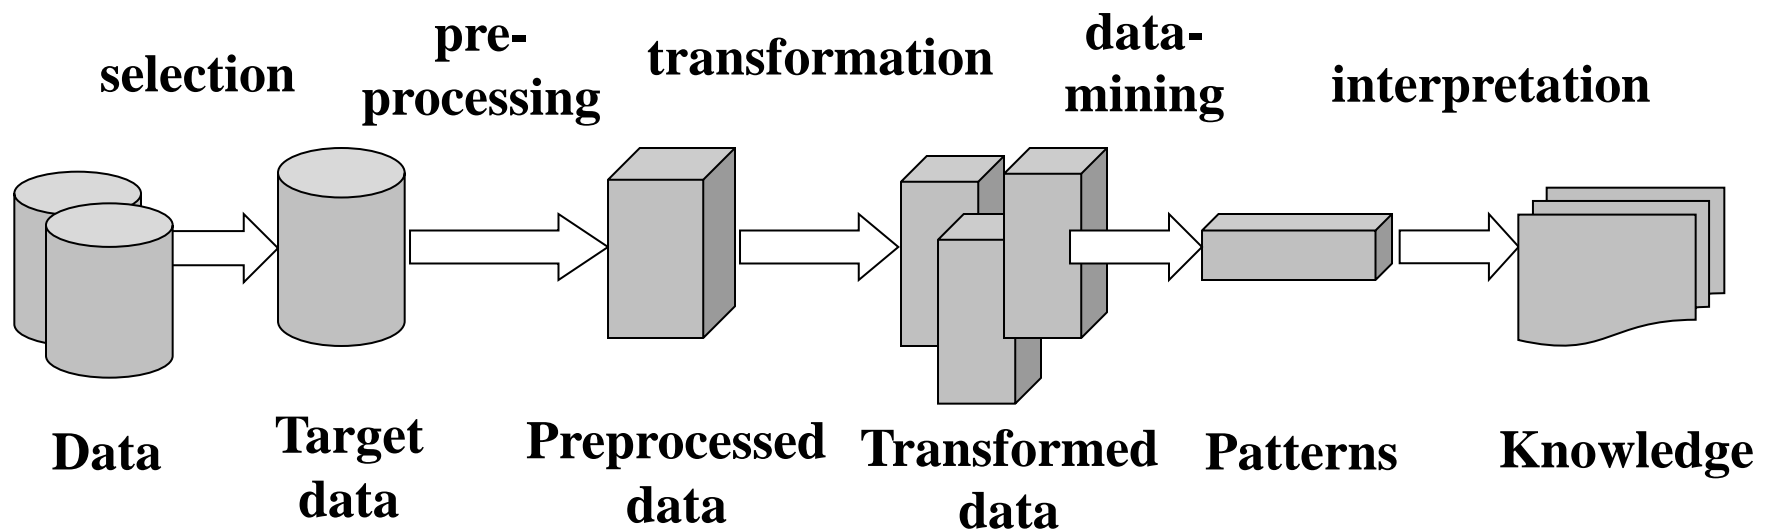 selection
pre-
processing
transformation
data-
mining
interpretation
Data
Target
data
Preprocessed
data
Transformed
data
Patterns
Knowledge